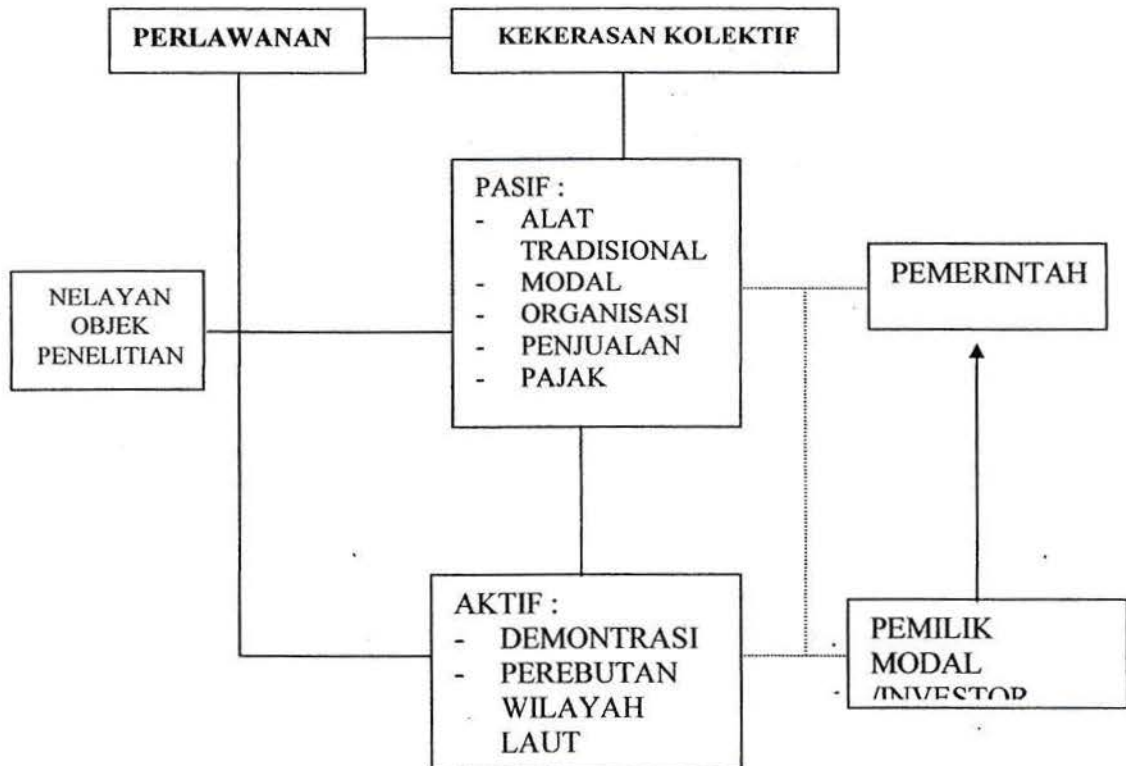 PERLAWANAN
KEKERASAN KOLEKTIF
PASIF :
- ALAT
TRADISIONAL
- MODAL
- ORGANISASI
- PENJUALAN
- PAJAK
NELAYAN
OBJEK
PENELITIAN
PEMERINTAH
AKTIF :
- DEMONTRASI
- PEREBUTAN
WILAYAH
LAUT
PEMILIK
MODAL
/INVESTOR